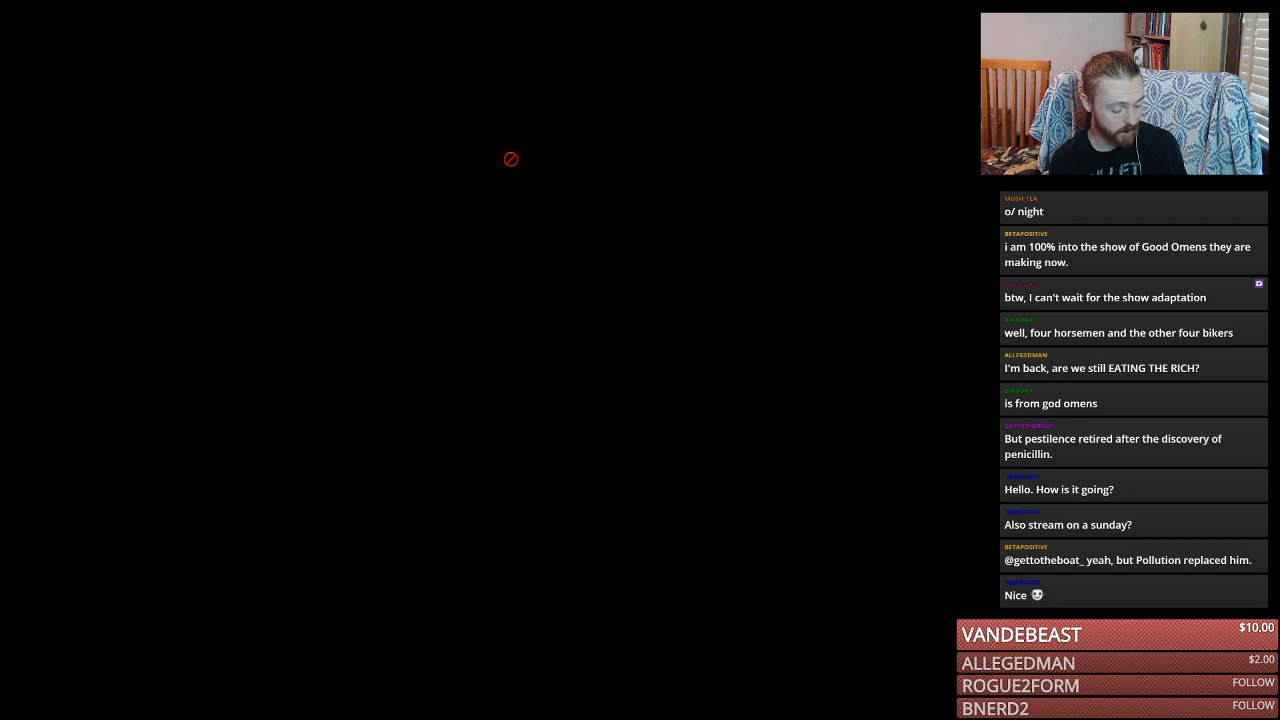 MUSH_TEA
o/ night
BETAPOSITIVE
i am 100% into the show of Good Omens they are
making now.
btw, I can't wait for the show adaptation
BIADORA
well, four horsemen and the other four bikers
ALLEGEDMAN
I'm back, are we still EATING THE RICH?
BIADORA
is from god omens
GETTOTHEBOAT_
But pestilence retired after the discovery of
penicillin.
Hello. How is it going?
Also stream on a sunday?
BETAPOSITIVE
@gettotheboat_ yeah, but Pollution replaced him.
Nice
VANDEBEAST
$10.00
ALLEGEDMAN
$2.00
ROGUE2FORM
FOLLOW
BNERD2
FOLLOW